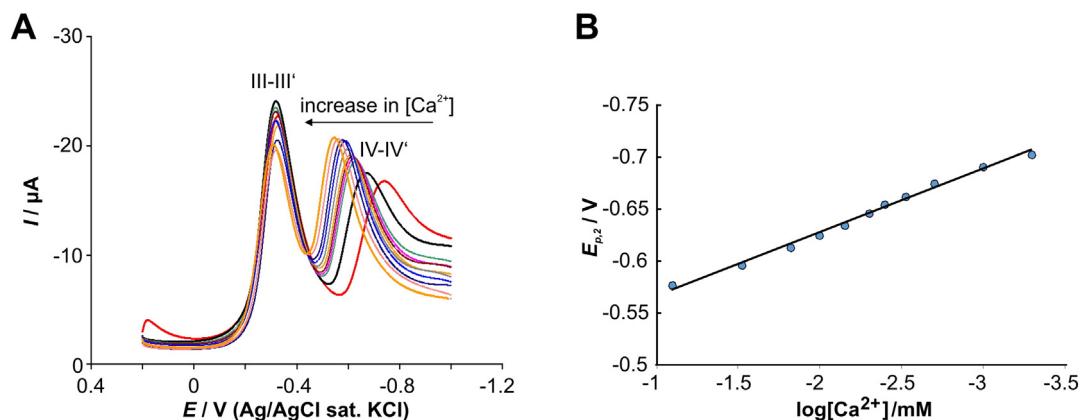 A
-30
-20
-10
0
I / μA
III-III‘
increase in [Ca²⁺]
IV-IV‘
0.4
0
-0.4
-0.8
-1.2
E / V (Ag/AgCl sat. KCl)
B
-0.75
-0.7
-0.65
-0.6
-0.55
-0.5
Eₚ,₂ / V
-1
-1.5
-2
-2.5
-3
-3.5
log[Ca²⁺]/mM